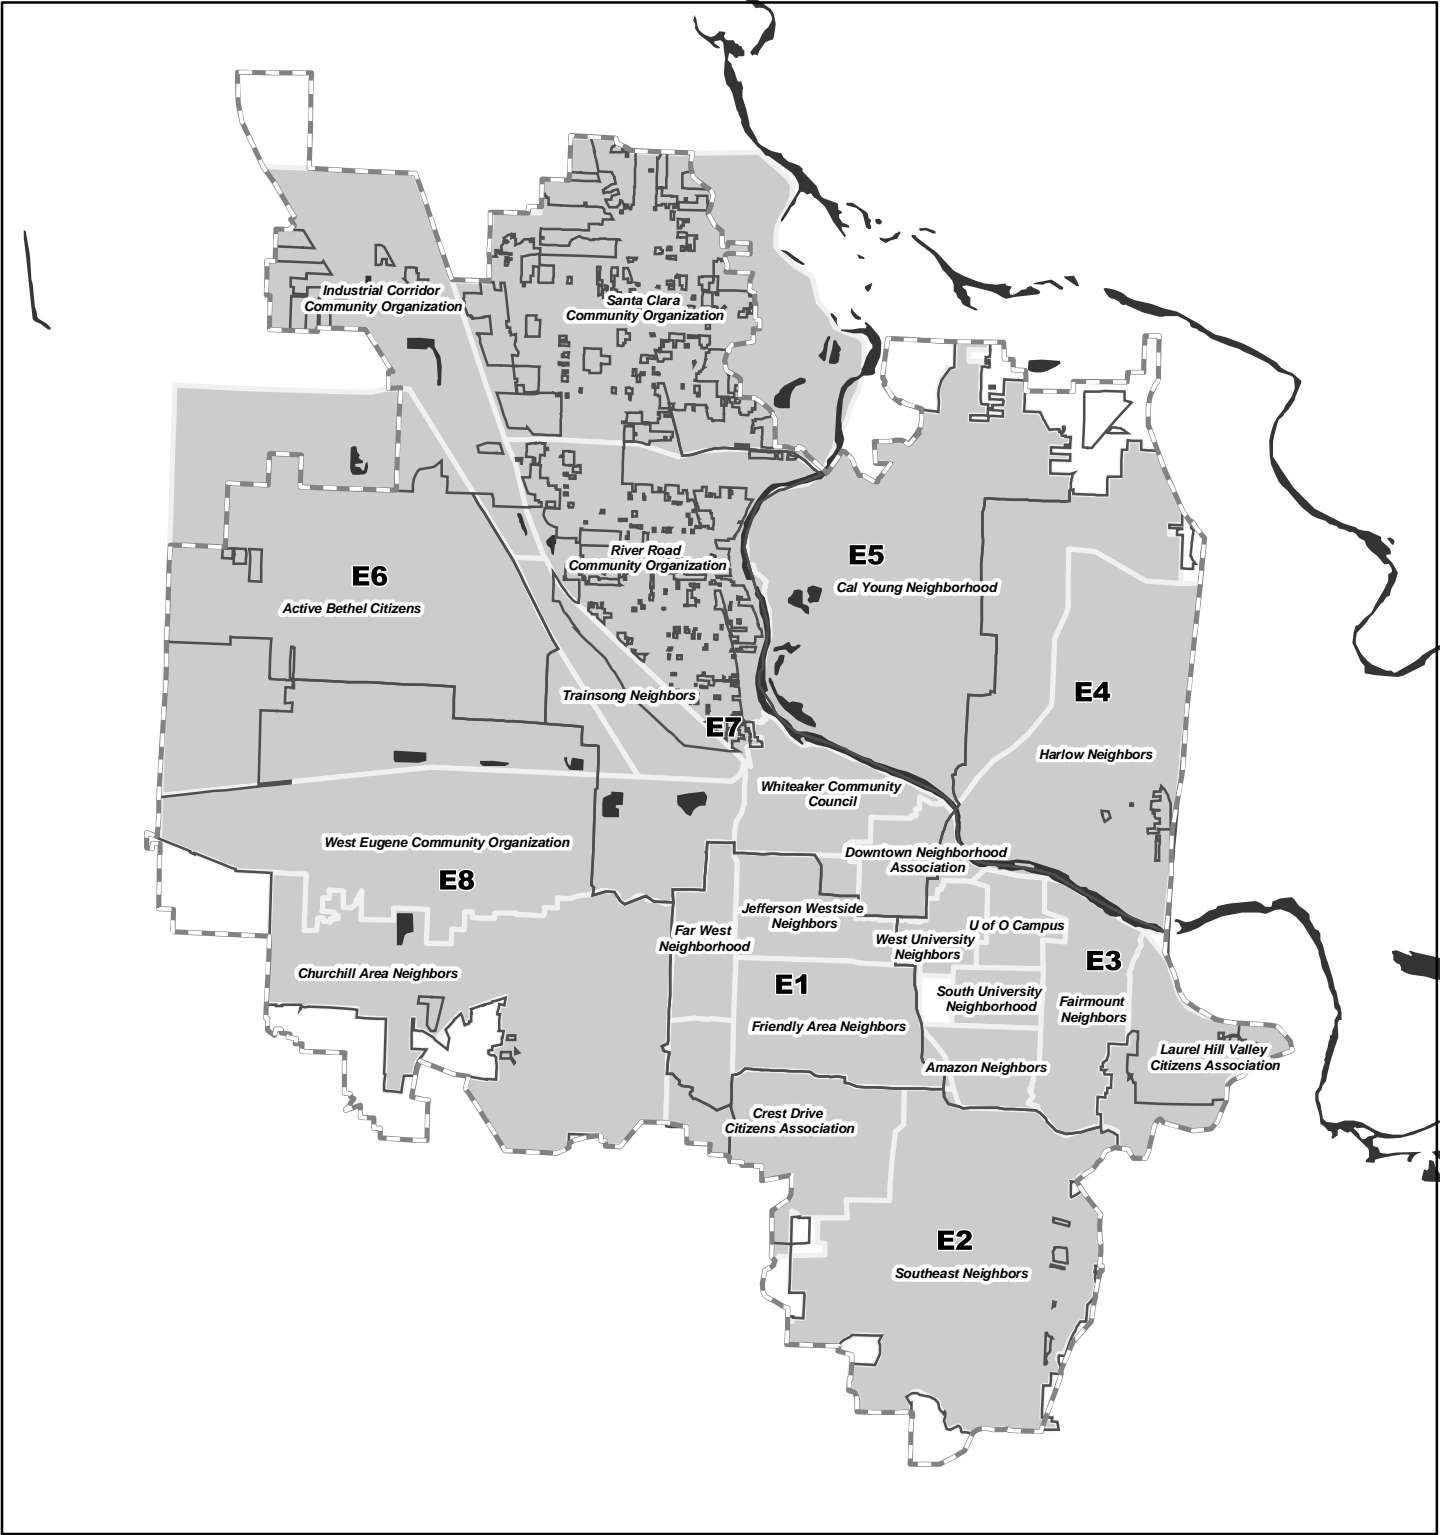 Industrial Corridor
Community Organization
Santa Clara
Community Organization
River Road
Community Organization
E5
Cal Young Neighborhood
E6
Active Bethel Citizens
Trainsong Neighbors
E7
E4
Harlow Neighbors
Whiteaker Community
Council
West Eugene Community Organization
E8
Downtown Neighborhood
Association
Jefferson Westside
Neighbors
Far West
Neighborhood
West University
Neighbors
U of O Campus
E3
Churchill Area Neighbors
E1
Friendly Area Neighbors
South University
Neighborhood
Fairmount
Neighbors
Amazon Neighbors
Laurel Hill Valley
Citizens Association
Crest Drive
Citizens Association
E2
Southeast Neighbors